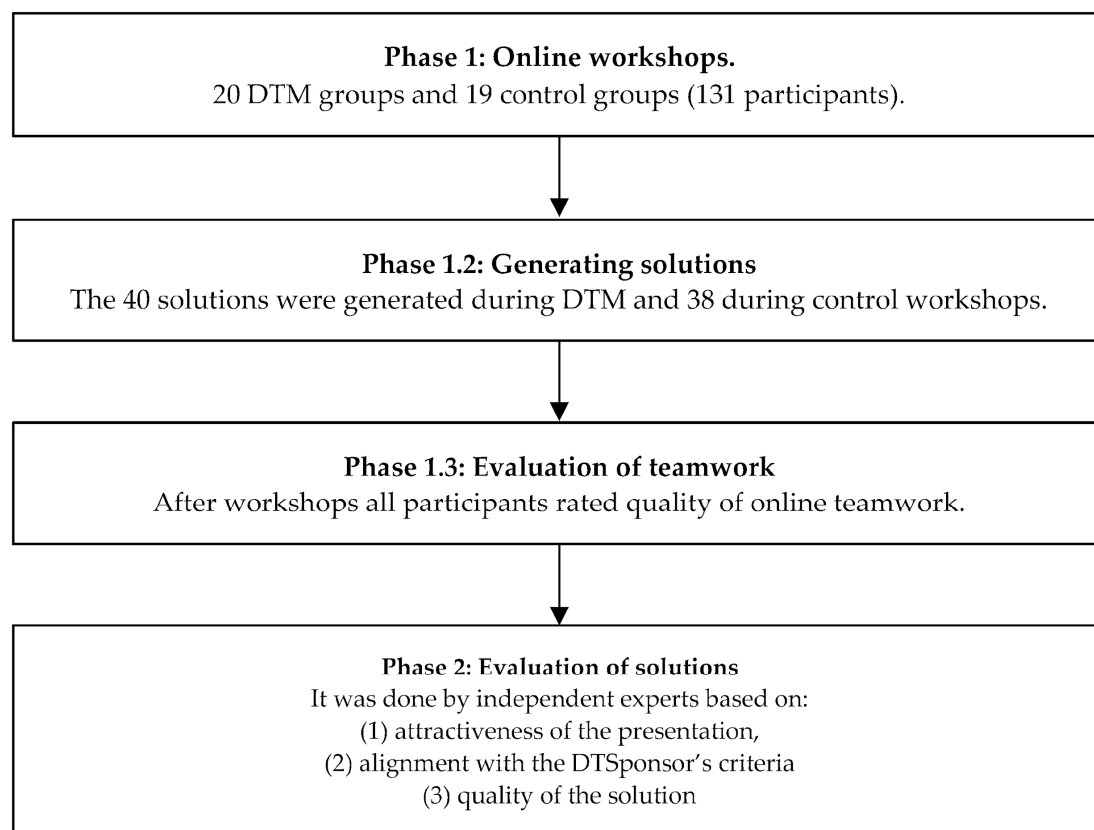 Phase 1: Online workshops.
20 DTM groups and 19 control groups (131 participants).
Phase 1.2: Generating solutions
The 40 solutions were generated during DTM and 38 during control workshops.
Phase 1.3: Evaluation of teamwork
After workshops all participants rated quality of online teamwork.
Phase 2: Evaluation of solutions
It was done by independent experts based on:
(1) attractiveness of the presentation,
(2) alignment with the DTSponsor’s criteria
(3) quality of the solution